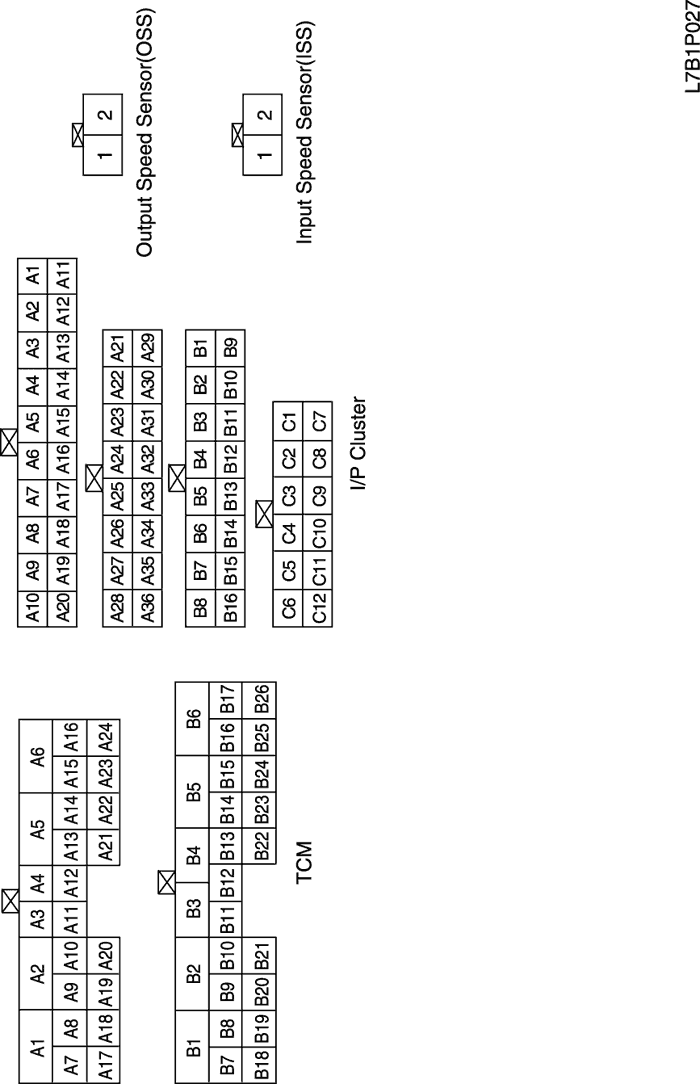 A1 A2 A3 A4 A5 A6
A7 A8 A9 A10 A11 A12 A13 A14 A15 A16
A17 A18 A19 A20 A21 A22 A23 A24
B1 B2 B3 B4 B5 B6
B7 B8 B9 B10 B11 B12 B13 B14 B15 B16 B17
B18 B19 B20 B21 B22 B23 B24 B25 B26
TCM
A10 A9 A8 A7 A6 A5 A4 A3 A2 A1
A20 A19 A18 A17 A16 A15 A14 A13 A12 A11
A28 A27 A26 A25 A24 A23 A22 A21
A36 A35 A34 A33 A32 A31 A30 A29
B8 B7 B6 B5 B4 B3 B2 B1
B16 B15 B14 B13 B12 B11 B10 B9
C6 C5 C4 C3 C2 C1
C12 C11 C10 C9 C8 C7
I/P Cluster
1 2
Output Speed Sensor(OSS)
1 2
Input Speed Sensor(ISS)
L7B1P027